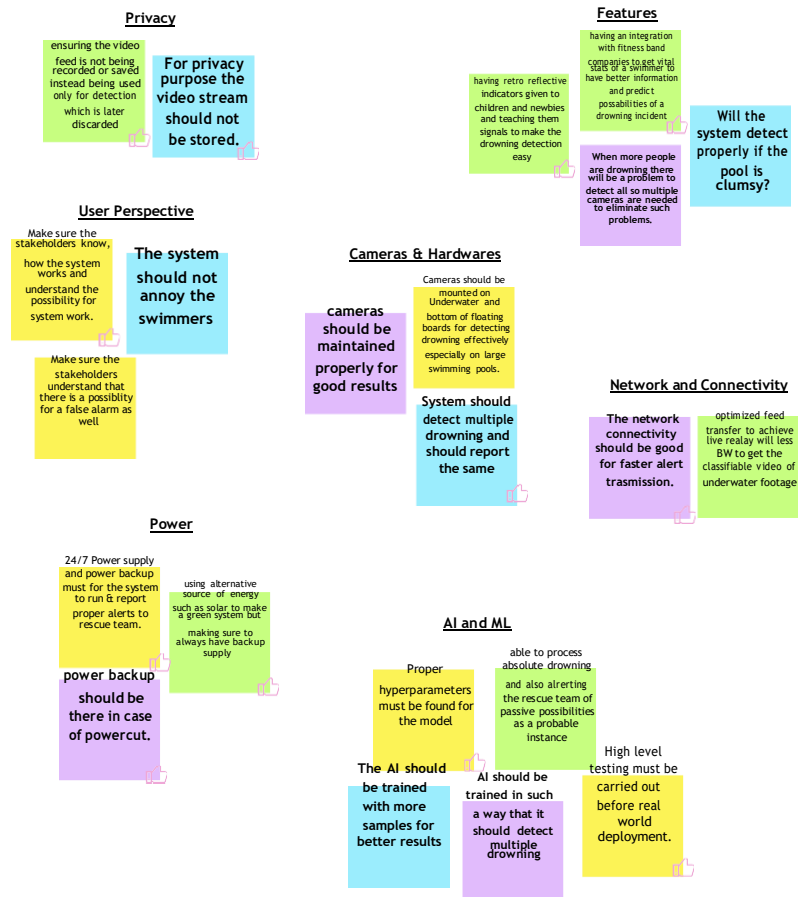 Privacy
ensuring the video
feed is not being
recorded or saved
instead being used
only for detection
which is later
discarded
For privacy
purpose the
video stream
should not
be stored.
Features
having an integration
with fitness band
companies to get vital
stats of a swimmer to
have better information
and predict
possabilities of a
drowning incident
having retro reflective
indicators given to
children and newbies
and teaching them
signals to make the
drowning detection
easy
Will the
system detect
properly if the
pool is
clumsy?
When more people
are drowning there
will be a problem to
detect all so multiple
cameras are needed
to eliminate such
problems.
User Perspective
Make sure the
stakeholders know,
how the system
works and
understand the
possibility for
system work.
The system
should not
annoy the
swimmers
Make sure the
stakeholders
understand that
there is a possiblity
for a false alarm as
well
Cameras & Hardwares
cameras
should be
maintained
properly for
good results
Cameras should be
mounted on
Underwater and
bottom of floating
boards for detecting
drowning effectively
especially on large
swimming pools.
System should
detect multiple
drowning and
should report
the same
Network and Connectivity
The network
connectivity
should be good
for faster alert
trasmission.
optimized feed
transfer to achieve
live realay will less
BW to get the
classifiable video of
underwater footage
Power
24/7 Power supply
and power backup
must for the system
to run & report
proper alerts to
rescue team.
using alternative
source of energy
such as solar to make
a green system but
making sure to
always have backup
supply
power backup
should be
there in case
of powercut.
AI and ML
Proper
hyperparameters
must be found for
the model
able to process
absolute drowning
and also alrerting
the rescue team of
passive possibilities
as a probable
instance
The AI should
be trained
with more
samples for
better results
AI should be
trained in such
a way that it
should detect
multiple
drowning
High level
testing must be
carried out
before real
world
deployment.